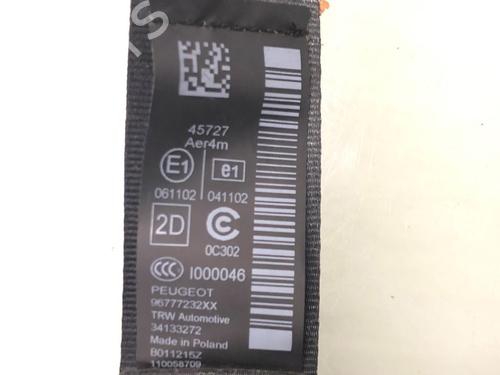 45727
Aer4m
E1 e1
061102 041102
2D C
0C302
CCC I000046
PEUGEOT
96777232XX
TRW Automotive
34133272
Made in Poland
B011215Z
110058709